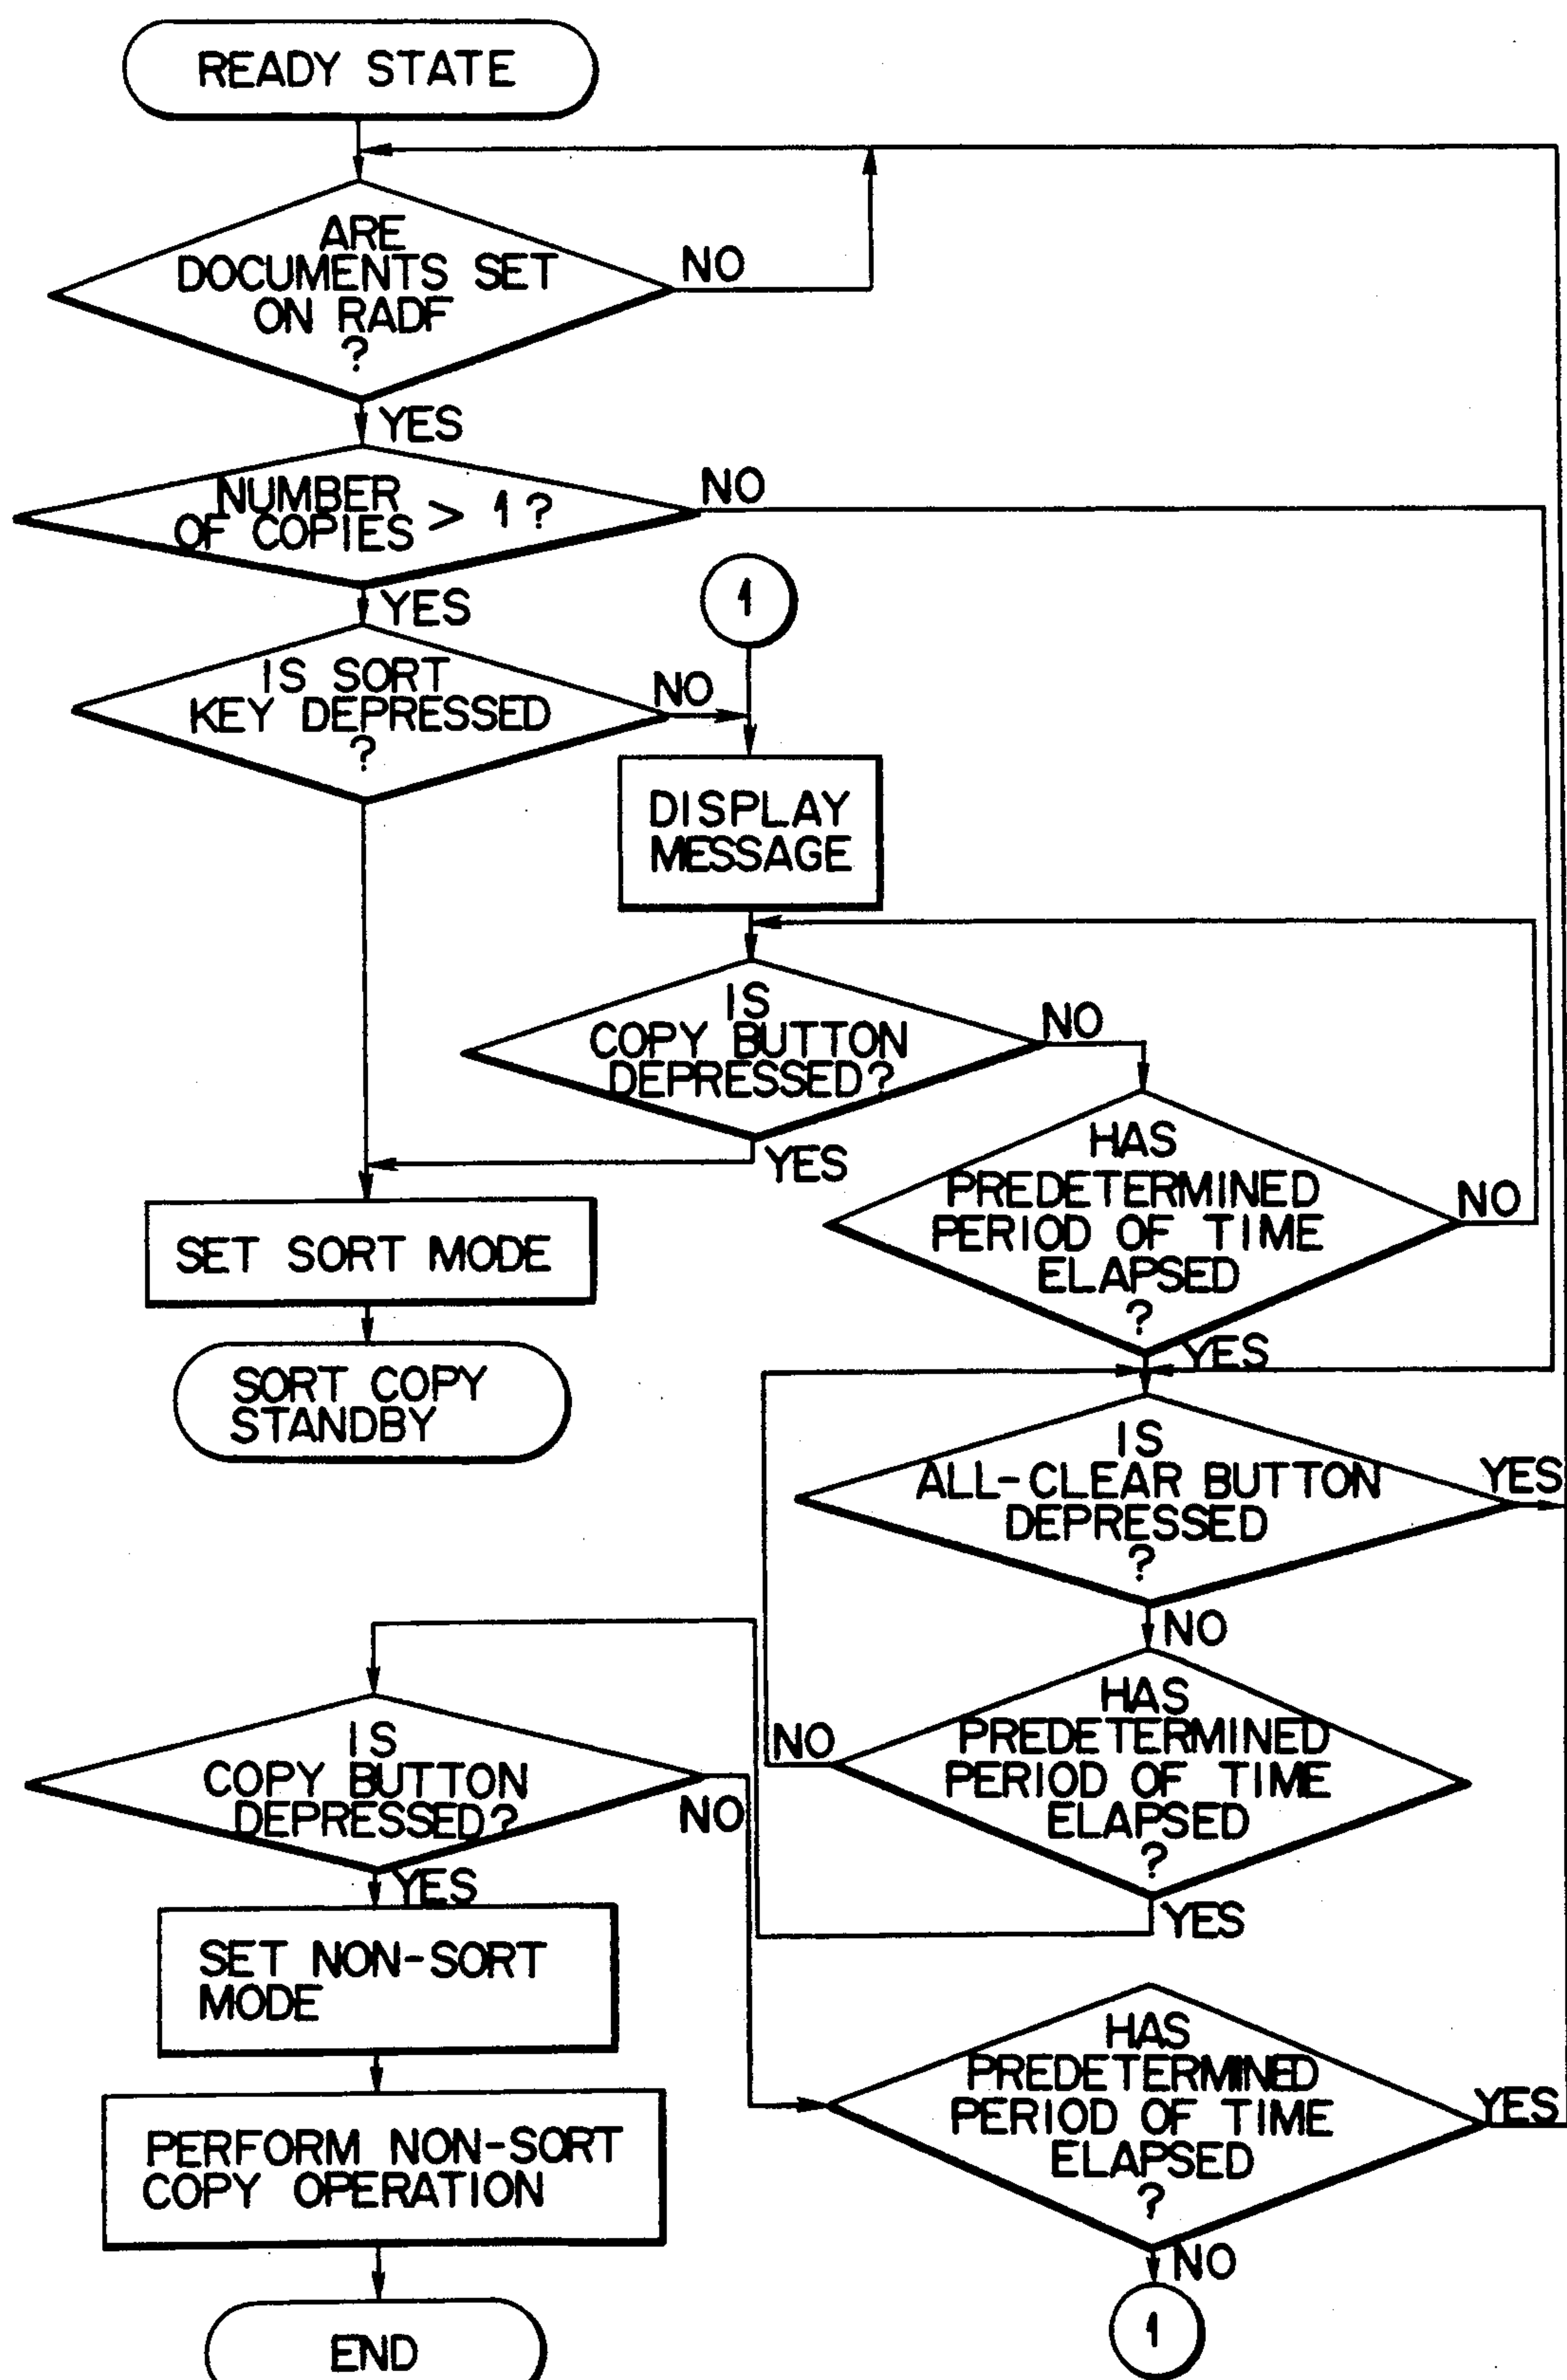 READY STATE
ARE
DOCUMENTS SET
ON RADF
?
NO
YES
NUMBER
OF COPIES > 1 ?
NO
YES
1
IS SORT
KEY DEPRESSED
?
NO
DISPLAY
MESSAGE
IS
COPY BUTTON
DEPRESSED?
NO
YES
HAS
PREDETERMINED
PERIOD OF TIME
ELAPSED
?
NO
YES
SET SORT MODE
SORT COPY
STANDBY
IS
ALL-CLEAR BUTTON
DEPRESSED
?
YES
NO
HAS
PREDETERMINED
PERIOD OF TIME
ELAPSED
?
NO
YES
IS
COPY BUTTON
DEPRESSED?
NO
YES
SET NON-SORT
MODE
PERFORM NON-SORT
COPY OPERATION
END
HAS
PREDETERMINED
PERIOD OF TIME
ELAPSED
?
YES
NO
1